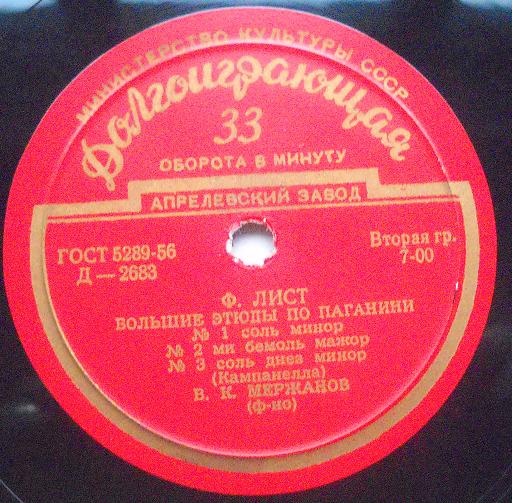 МИНИСТЕРСТВО КУЛЬТУРЫ СССР
Долгоиграющая
33
ОБОРОТА В МИНУТУ
АПРЕЛЕВСКИЙ ЗАВОД
ГОСТ 5289-56
Д — 2683
Вторая гр.
7-00
Ф. ЛИСТ
БОЛЬШИЕ ЭТЮДЫ ПО ПАГАНИНИ
№ 1 соль минор
№ 2 ми бемоль мажор
№ 3 соль диез минор
(Кампанелла)
В. К. МЕРЖАНОВ
(ф-но)